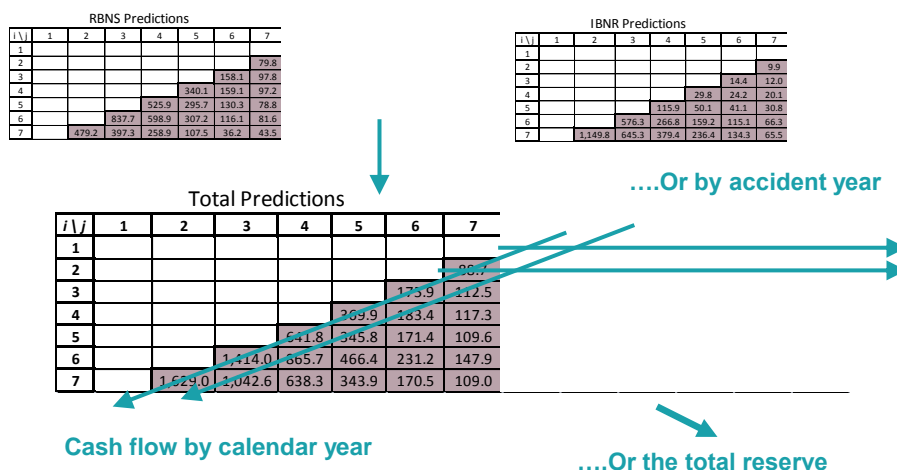 RBNS Predictions
i \ j 1 2 3 4 5 6 7
1
2 79.8
3 158.1 97.8
4 340.1 159.1 97.2
5 525.9 295.7 130.3 78.8
6 837.7 598.9 307.2 116.1 81.6
7 479.2 397.3 258.9 107.5 36.2 43.5
IBNR Predictions
i \ j 1 2 3 4 5 6 7
1
2 9.9
3 14.4 12.0
4 29.8 24.2 20.1
5 115.9 50.1 41.1 30.8
6 576.3 266.8 159.2 115.1 66.3
7 1,149.8 645.3 379.4 236.4 134.3 65.5
….Or by accident year
Total Predictions
i \ j 1 2 3 4 5 6 7
1
2
3 112.5
4 369.9 183.4 117.3
5 641.8 345.8 171.4 109.6
6 1,414.0 865.7 466.4 231.2 147.9
7 1,629.0 1,042.6 638.3 343.9 170.5 109.0
Cash flow by calendar year
….Or the total reserve